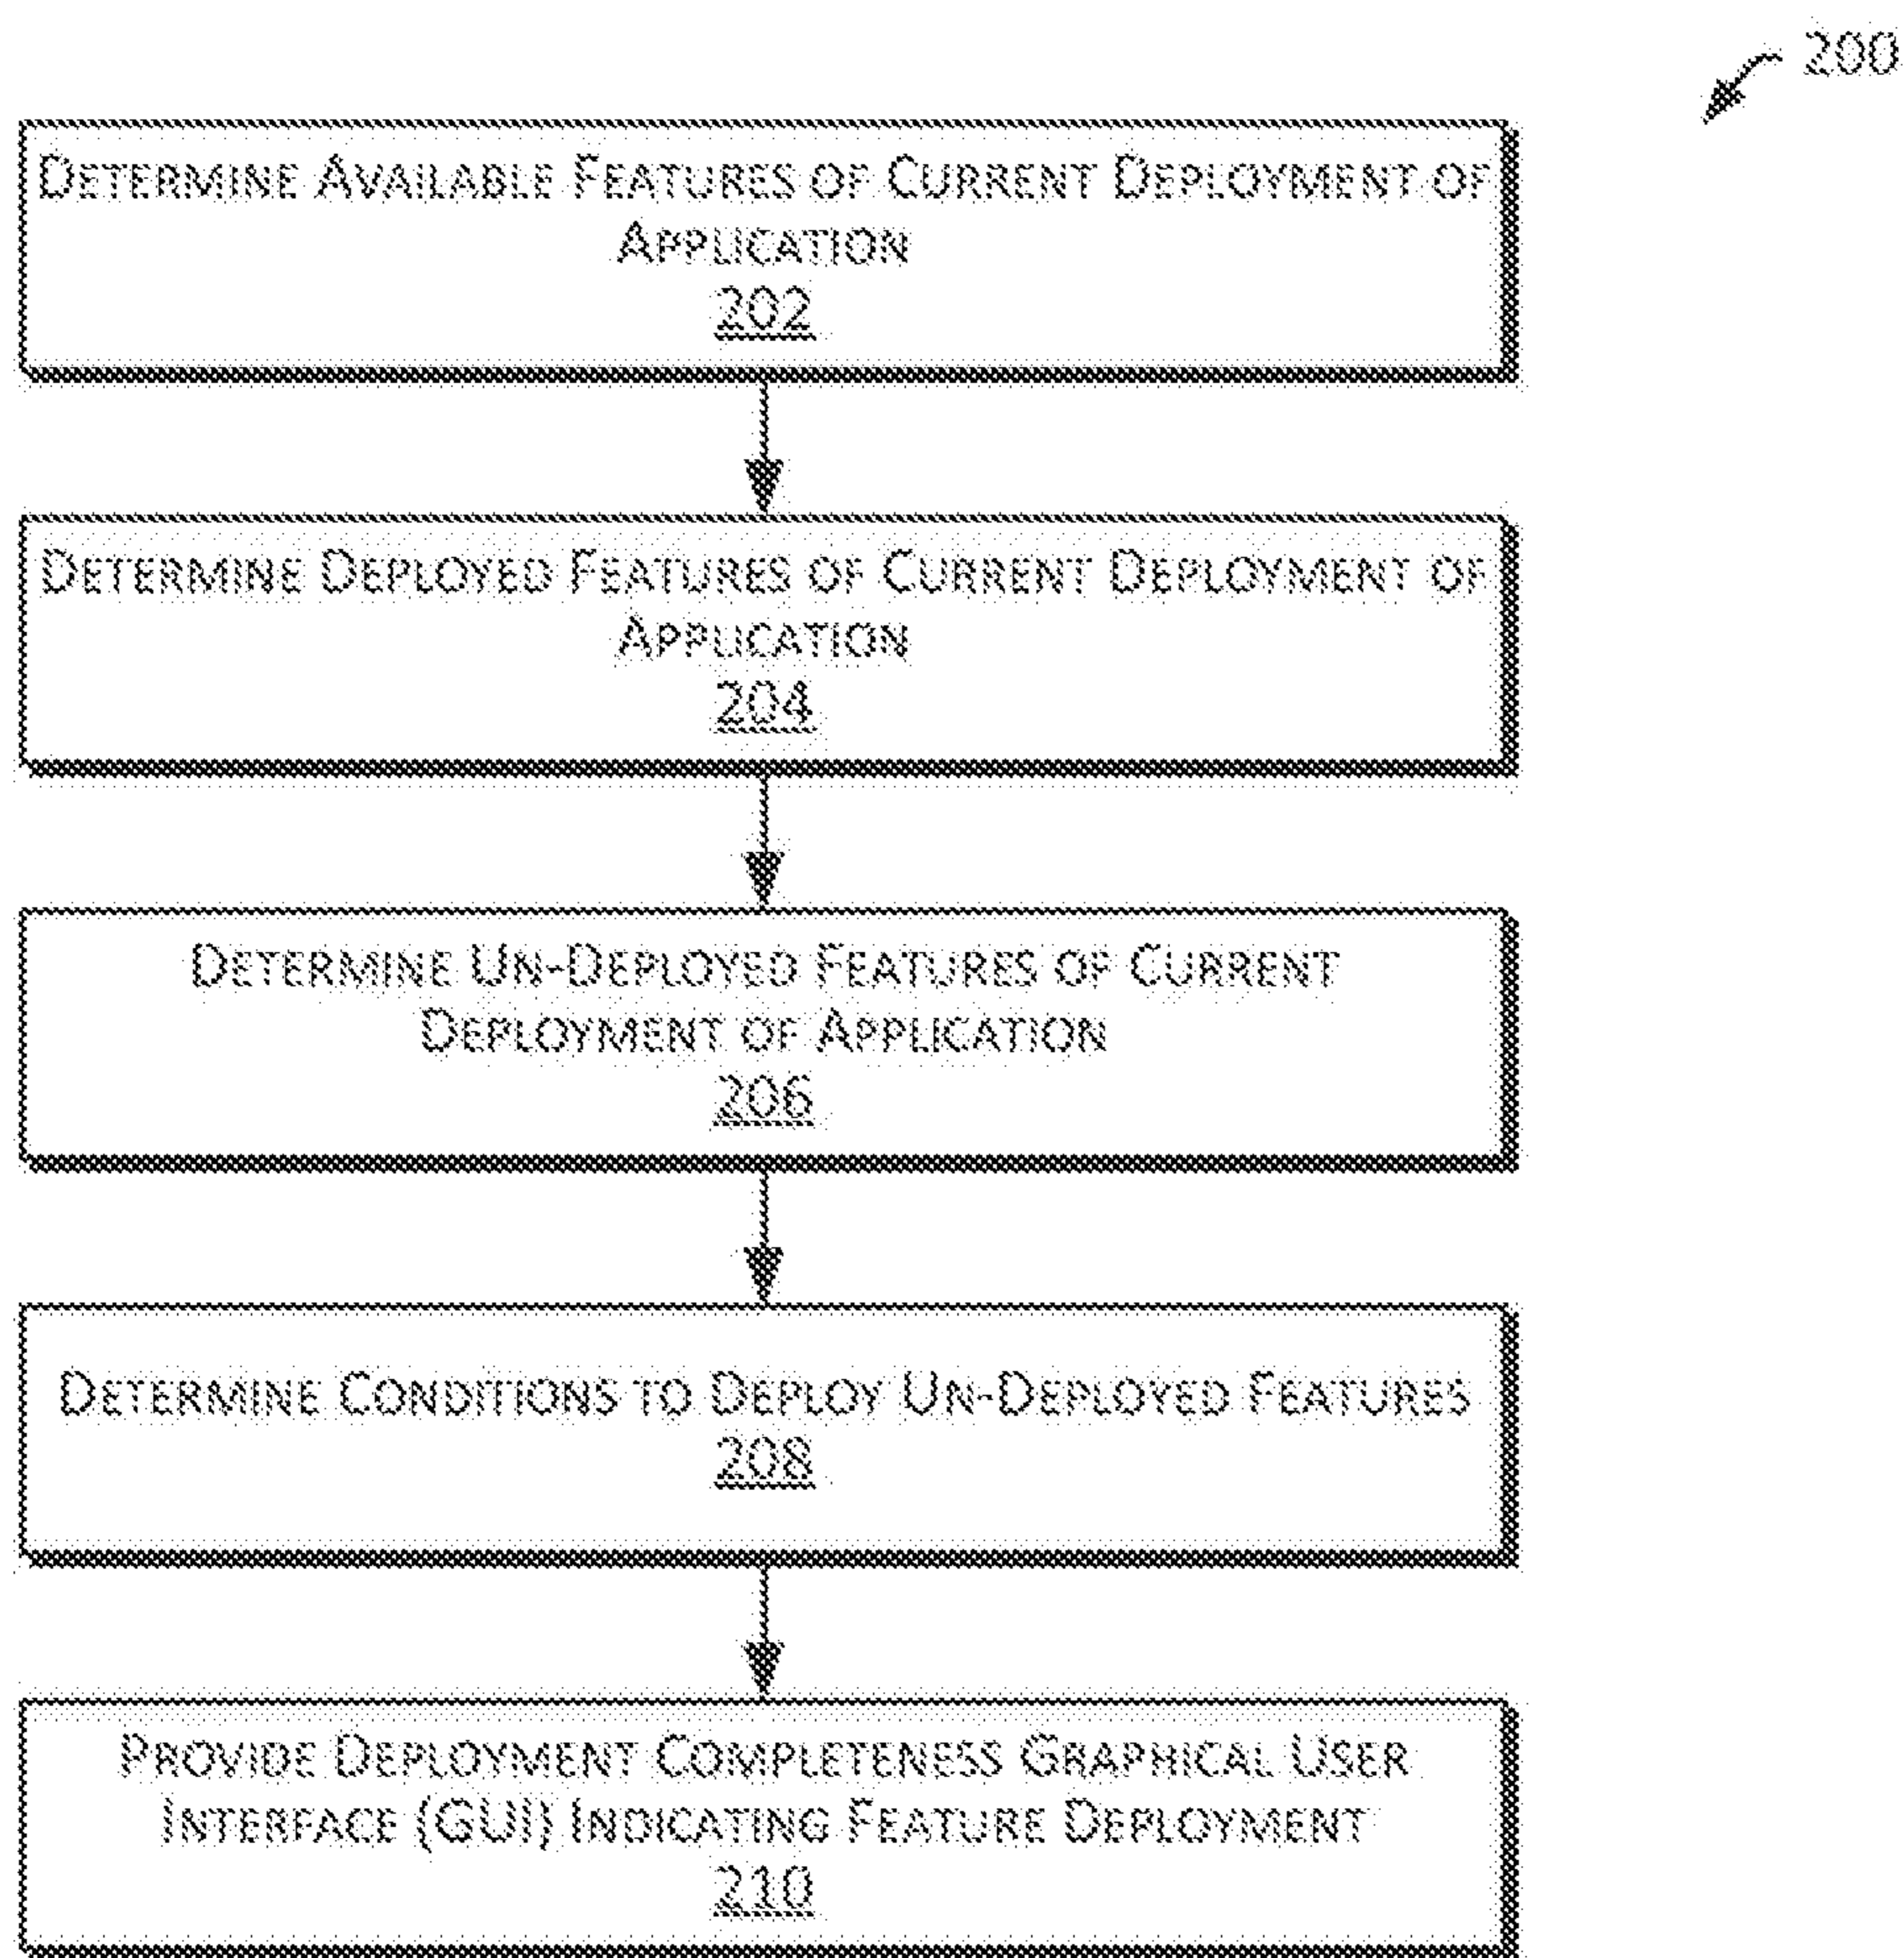 200
Determine Available Features of Current Deployment of
Application
202
Determine Deployed Features of Current Deployment of
Application
204
Determine Un-Deployed Features of Current
Deployment of Application
206
Determine Conditions to Deploy Un-Deployed Features
208
Provide Deployment Completeness Graphical User
Interface (GUI) Indicating Feature Deployment
210